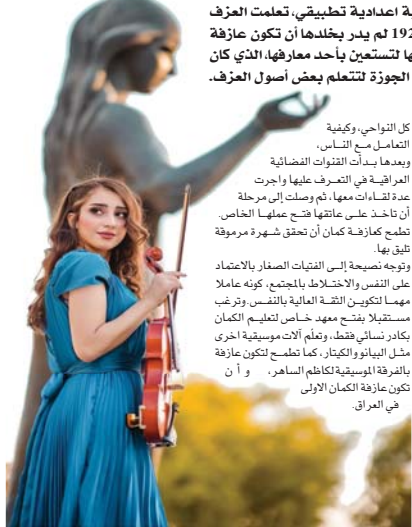 ـة اعدادية تطبيقي، تعلمت العزف
192 لم يدر بخلدها أن تكون عازفة
ـها لتستعين بأحد معارفها، الذي كان
الجوزة لتتعلم بعض أصول العزف.
كل النواحي، وكيفية
التعامل مع الناس،
وبعدها بدأت القنوات الفضائية
العراقية في التعرف عليها واجرت
عدة لقاءات معها، ثم وصلت إلى مرحلة
أن تاخذ على عاتقها فتح عملها الخاص.
تطمح كعازفة كمان أن تحقق شهرة مرموقة
تليق بها.
وتوجه نصيحة إلى الفتيات الصغار بالاعتماد
على النفس والاختلاط بالمجتمع، كونه عاملا
مهما لتكوين الثقة العالية بالنفس. وترغب
مستقبلا بفتح معهد خاص لتعليم الكمان
بكادر نسائي فقط، وتعلم آلات موسيقية اخرى
مثل البيانو والكيتار، كما تطمح لتكون عازفة
بالفرقة الموسيقية لكاظم الساهر، وأن
تكون عازفة الكمان الاولى
في العراق.